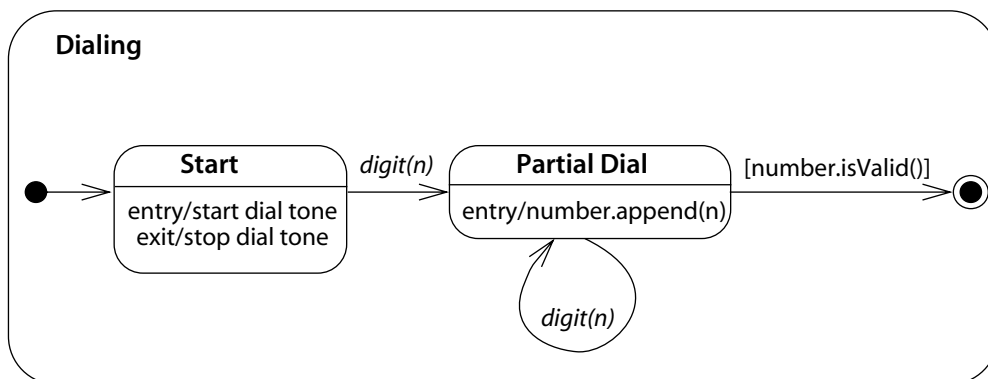 Dialing
Start
entry/start dial tone
exit/stop dial tone
digit(n)
Partial Dial
entry/number.append(n)
digit(n)
[number.isValid()]